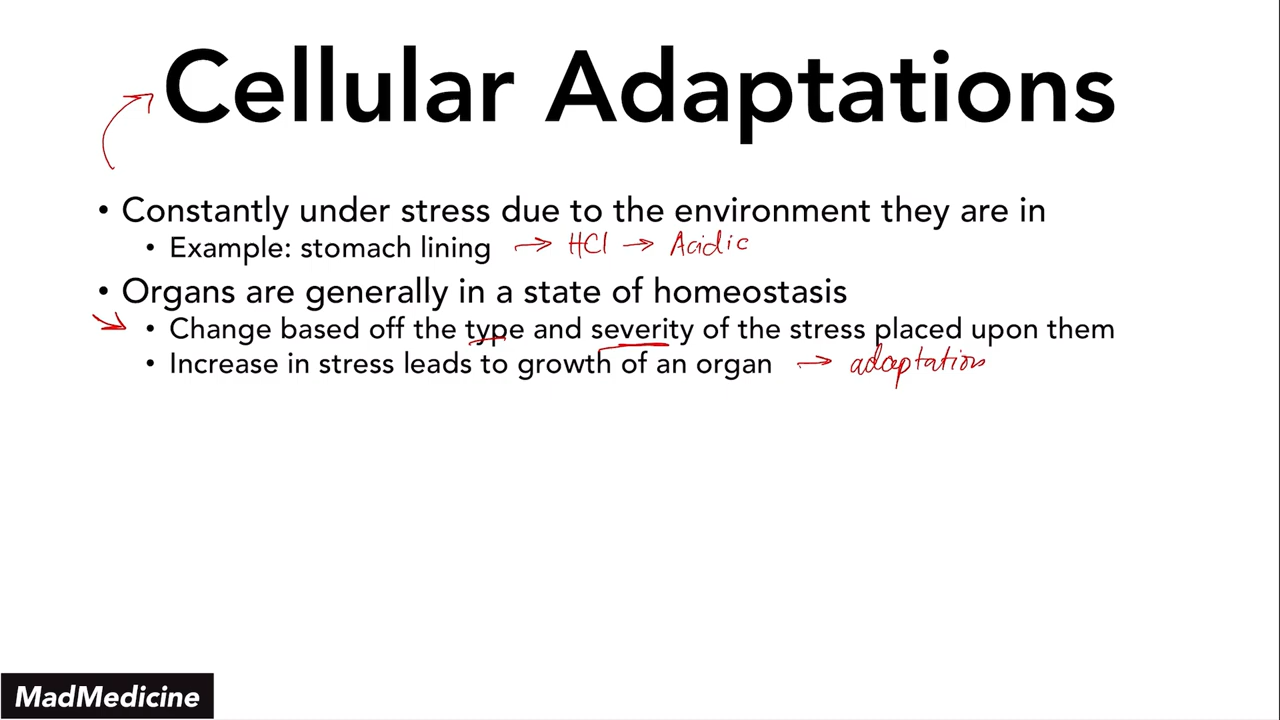 Cellular Adaptations
• Constantly under stress due to the environment they are in
• Example: stomach lining → HCl → Acidic
• Organs are generally in a state of homeostasis
• Change based off the type and severity of the stress placed upon them
• Increase in stress leads to growth of an organ → adaptation
MadMedicine